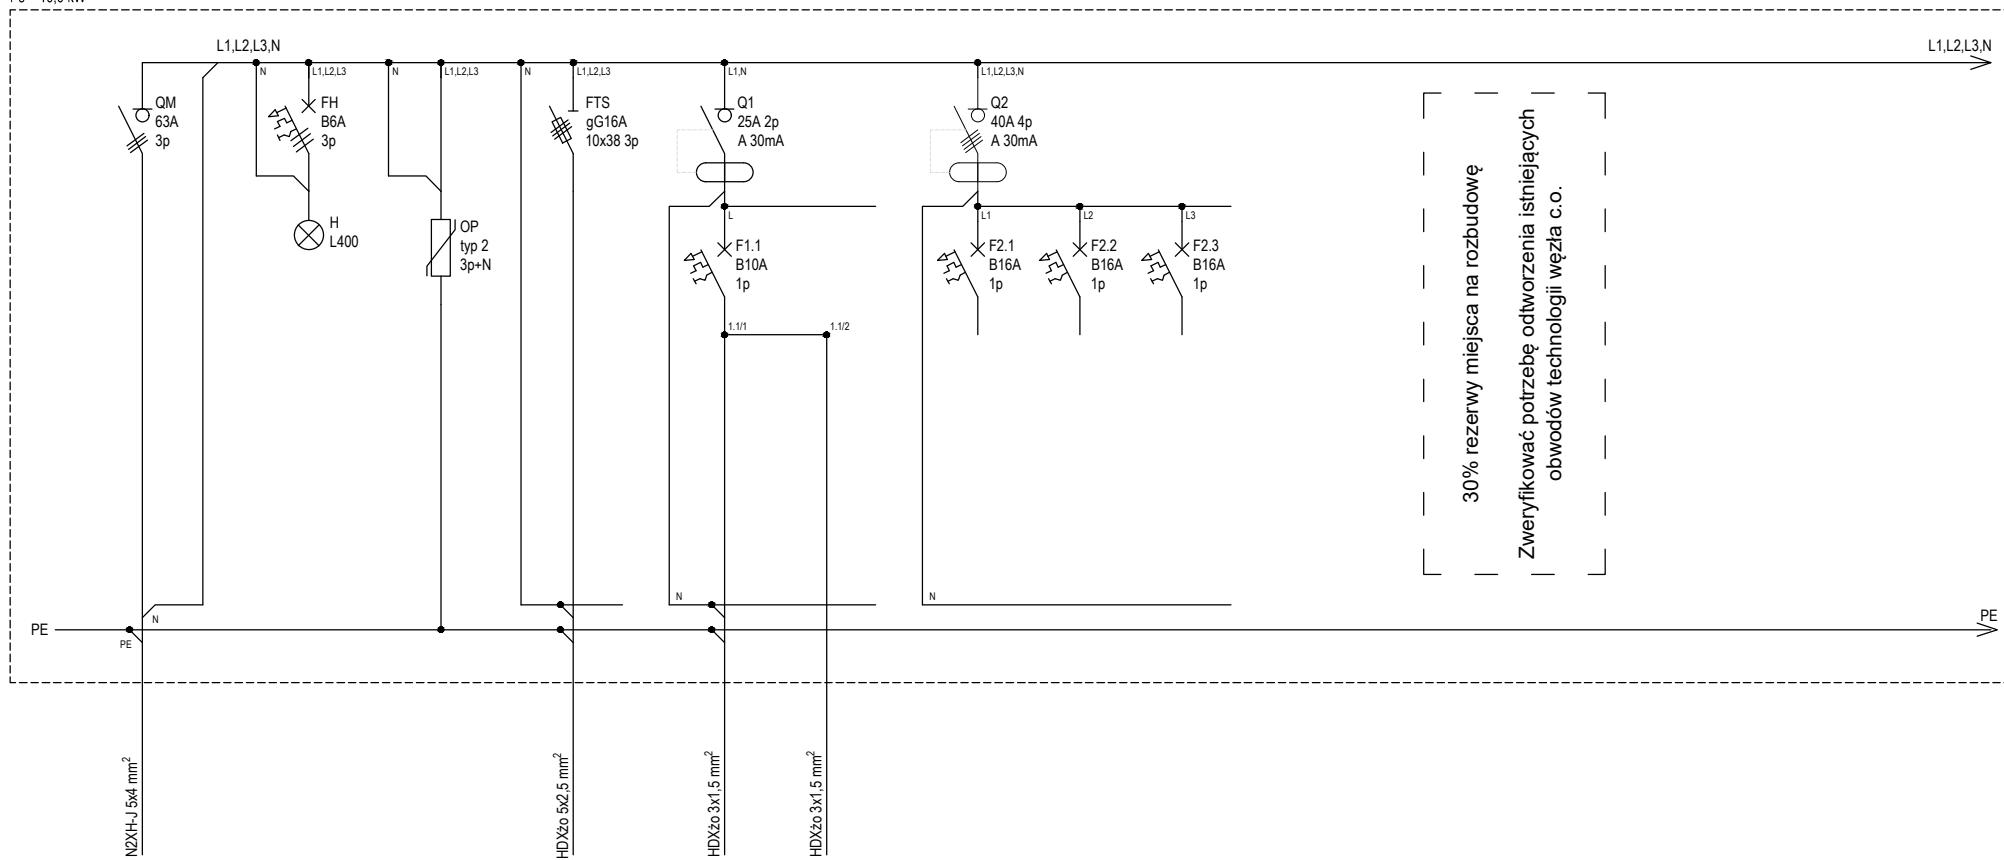 L1,L2,L3,N
L1,L2,L3,N
N
L1,L2,L3
N
L1,L2,L3
N
L1,L2,L3
L1,N
L1,L2,L3,N
QM
63A
3p
FH
B6A
3p
FTS
gG16A
10x38 3p
Q1
25A 2p
A 30mA
Q2
40A 4p
A 30mA
H
L400
OP
typ 2
3p+N
L
L1
L2
L3
F1.1
B10A
1p
F2.1
B16A
1p
F2.2
B16A
1p
F2.3
B16A
1p
1.1/1
1.1/2
30% rezerwy miejsca na rozbudowę
Zweryfikować potrzebę odtworzenia istniejących
obwodów technologii węzła c.o.
N
N
N
PE
PE
PE
N2XH-J 5x4 mm²
HDXżo 5x2,5 mm²
HDXżo 3x1,5 mm²
HDXżo 3x1,5 mm²